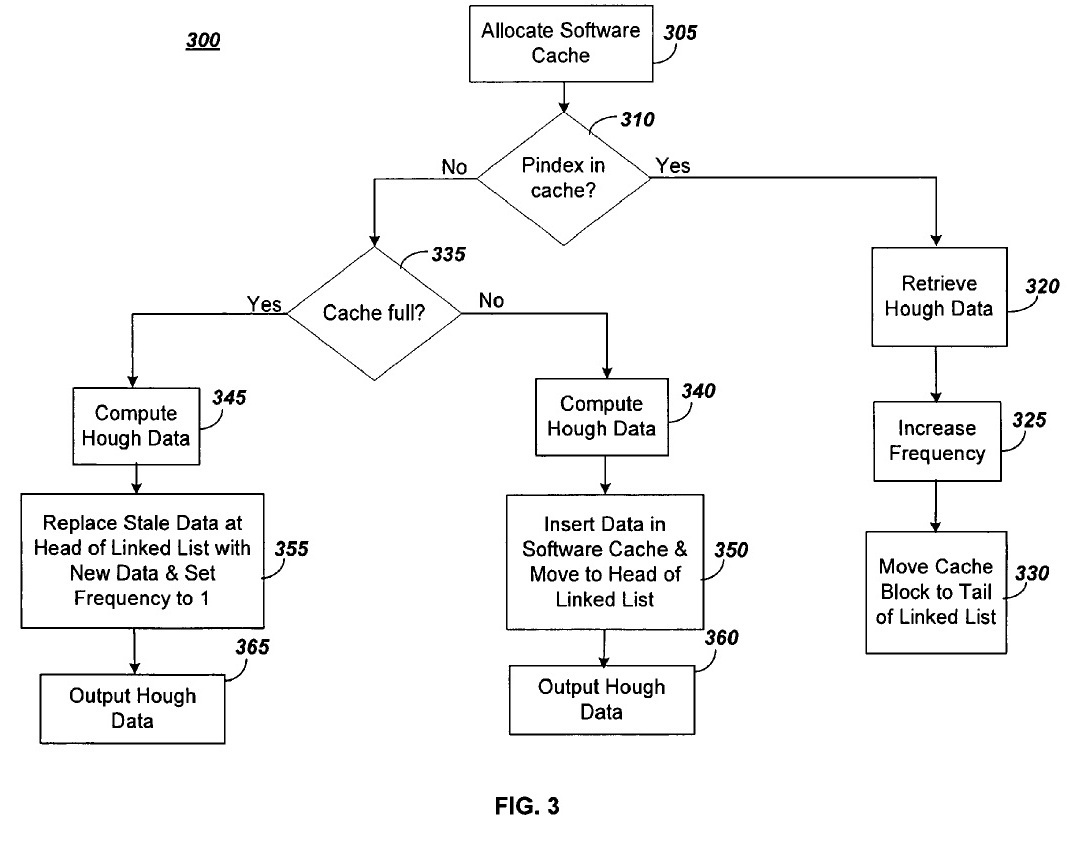 300
Allocate Software
Cache
305
310
Pindex in
cache?
No
Yes
335
Cache full?
Yes
No
Retrieve
Hough Data
320
345
Compute
Hough Data
340
Compute
Hough Data
325
Increase
Frequency
Replace Stale Data at
Head of Linked List with
New Data & Set
Frequency to 1
355
Insert Data in
Software Cache &
Move to Head of
Linked List
350
Move Cache
Block to Tail
of Linked List
330
365
Output Hough
Data
360
Output Hough
Data
FIG. 3